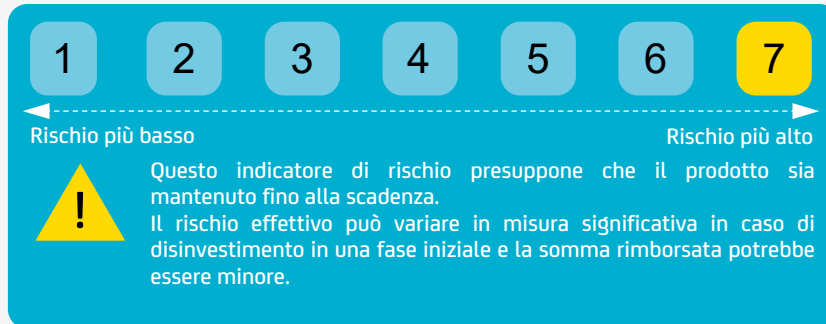 1 2 3 4 5 6 7
Rischio più basso Rischio più alto
!
Questo indicatore di rischio presuppone che il prodotto sia
mantenuto fino alla scadenza.
Il rischio effettivo può variare in misura significativa in caso di
disinvestimento in una fase iniziale e la somma rimborsata potrebbe
essere minore.